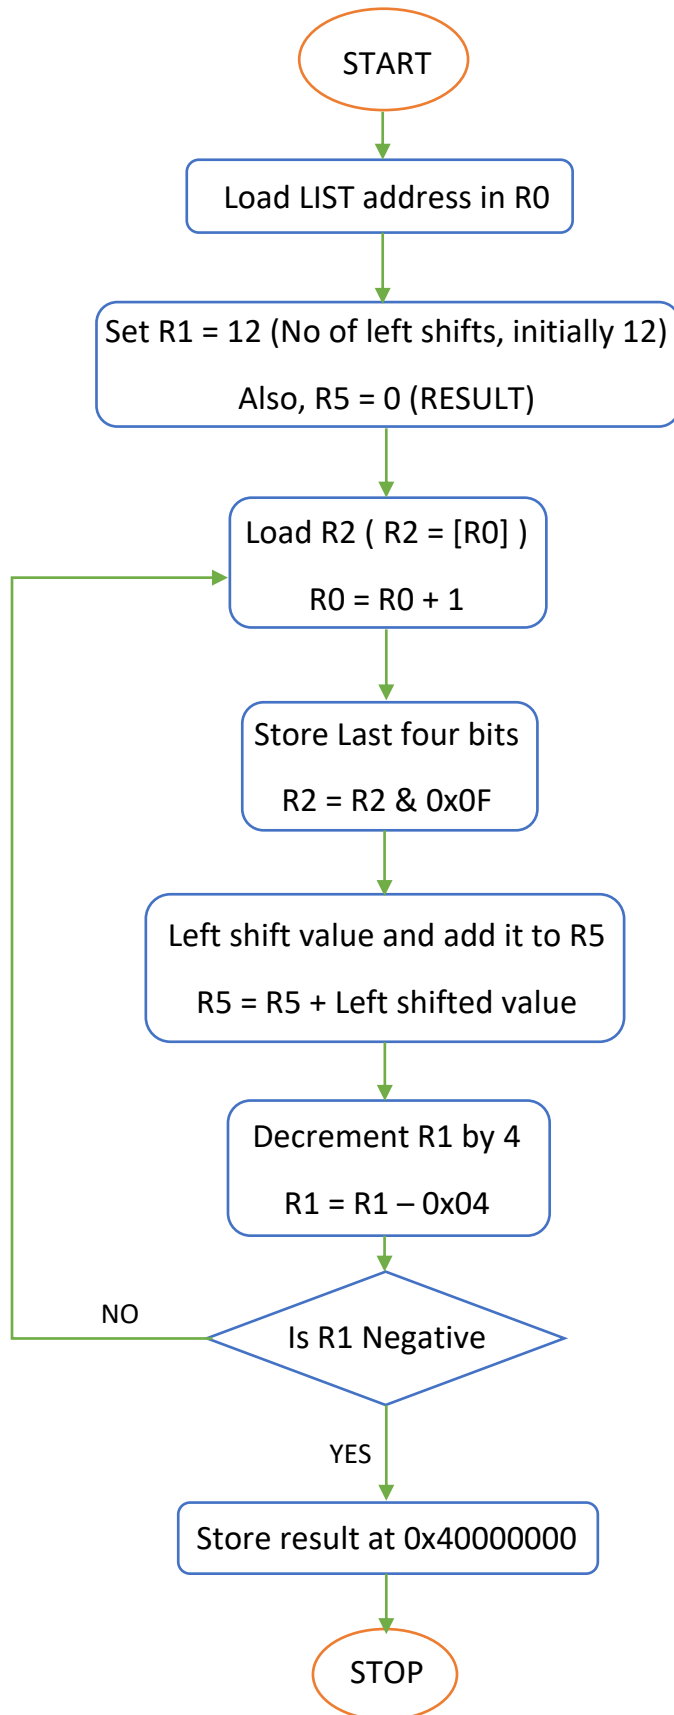 START
Load LIST address in R0
Set R1 = 12 (No of left shifts, initially 12)
Also, R5 = 0 (RESULT)
Load R2 ( R2 = [R0] )
R0 = R0 + 1
Store Last four bits
R2 = R2 & 0x0F
Left shift value and add it to R5
R5 = R5 + Left shifted value
Decrement R1 by 4
R1 = R1 – 0x04
NO
Is R1 Negative
YES
Store result at 0x40000000
STOP